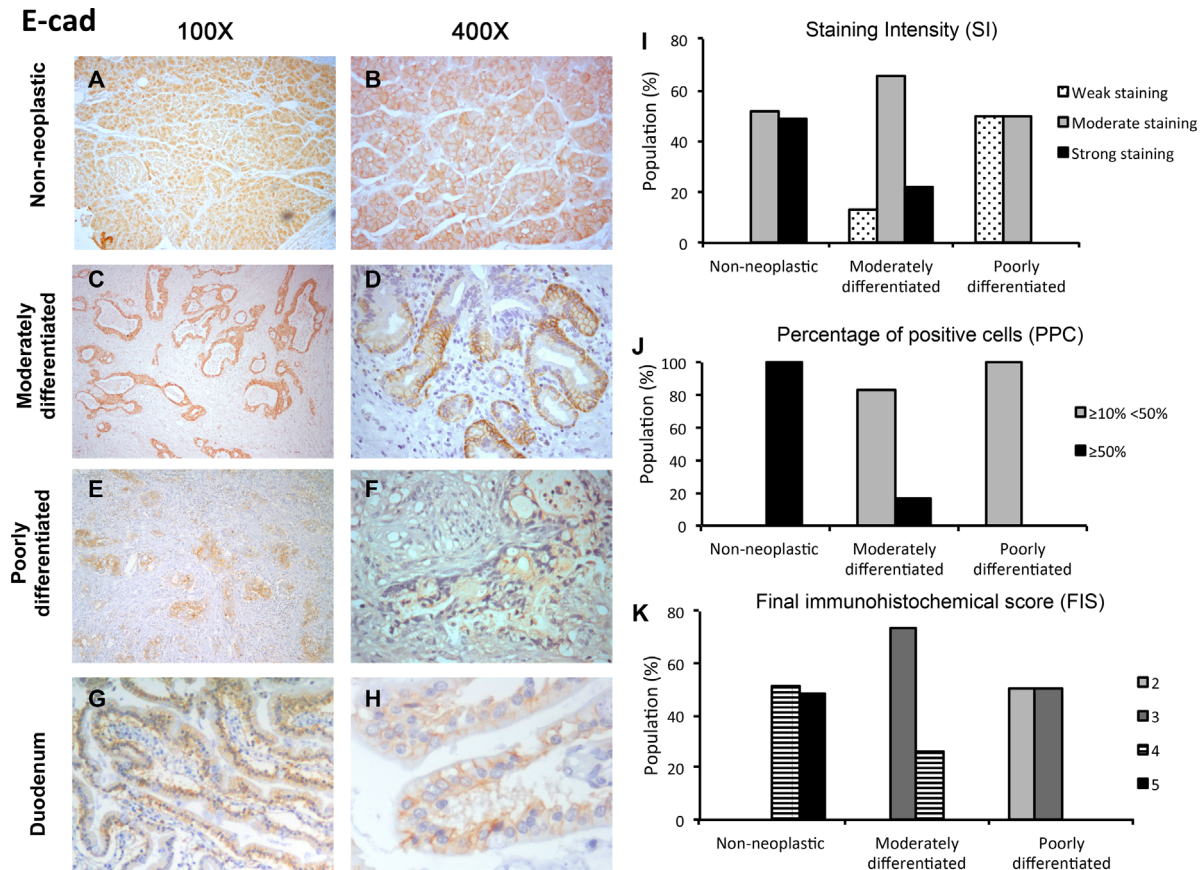 E-cad
100X
400X
Non-neoplastic
A
B
Moderately
differentiated
C
D
Poorly
differentiated
E
F
Duodenum
G
H
I
Staining Intensity (SI)
Population (%)
80
60
40
20
0
Non-neoplastic
Moderately
differentiated
Poorly
differentiated
Weak staining
Moderate staining
Strong staining
J
Percentage of positive cells (PPC)
Population (%)
100
80
60
40
20
0
Non-neoplastic
Moderately
differentiated
Poorly
differentiated
≥10% <50%
≥50%
K
Final immunohistochemical score (FIS)
Population (%)
80
60
40
20
0
Non-neoplastic
Moderately
differentiated
Poorly
differentiated
2
3
4
5